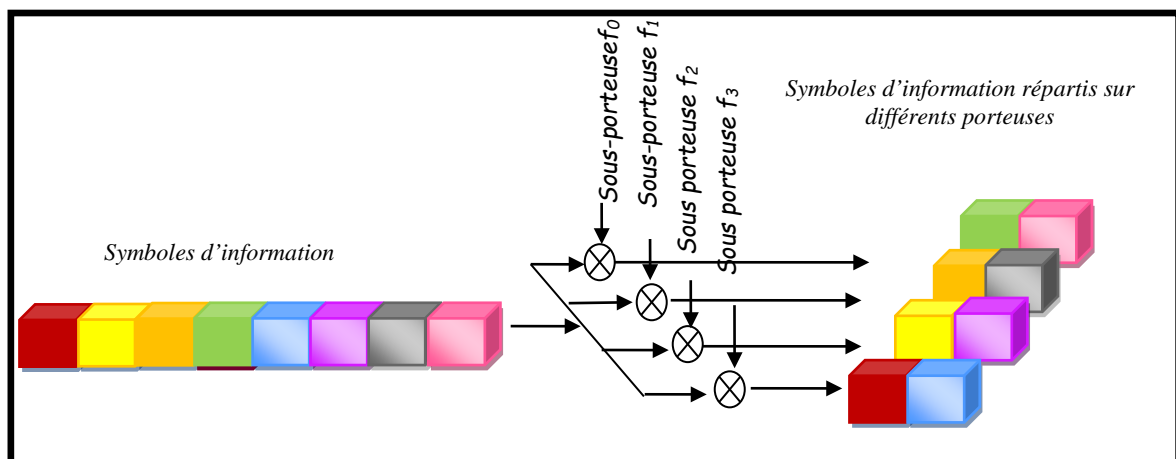 Sous-porteusef0
Sous-porteuse f1
Sous porteuse f2
Sous porteuse f3
Symboles d’information répartis sur
différents porteuses
Symboles d’information